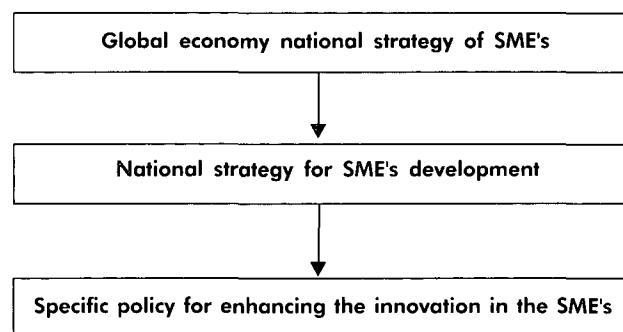 Global economy national strategy of SME's
National strategy for SME's development
Specific policy for enhancing the innovation in the SME's